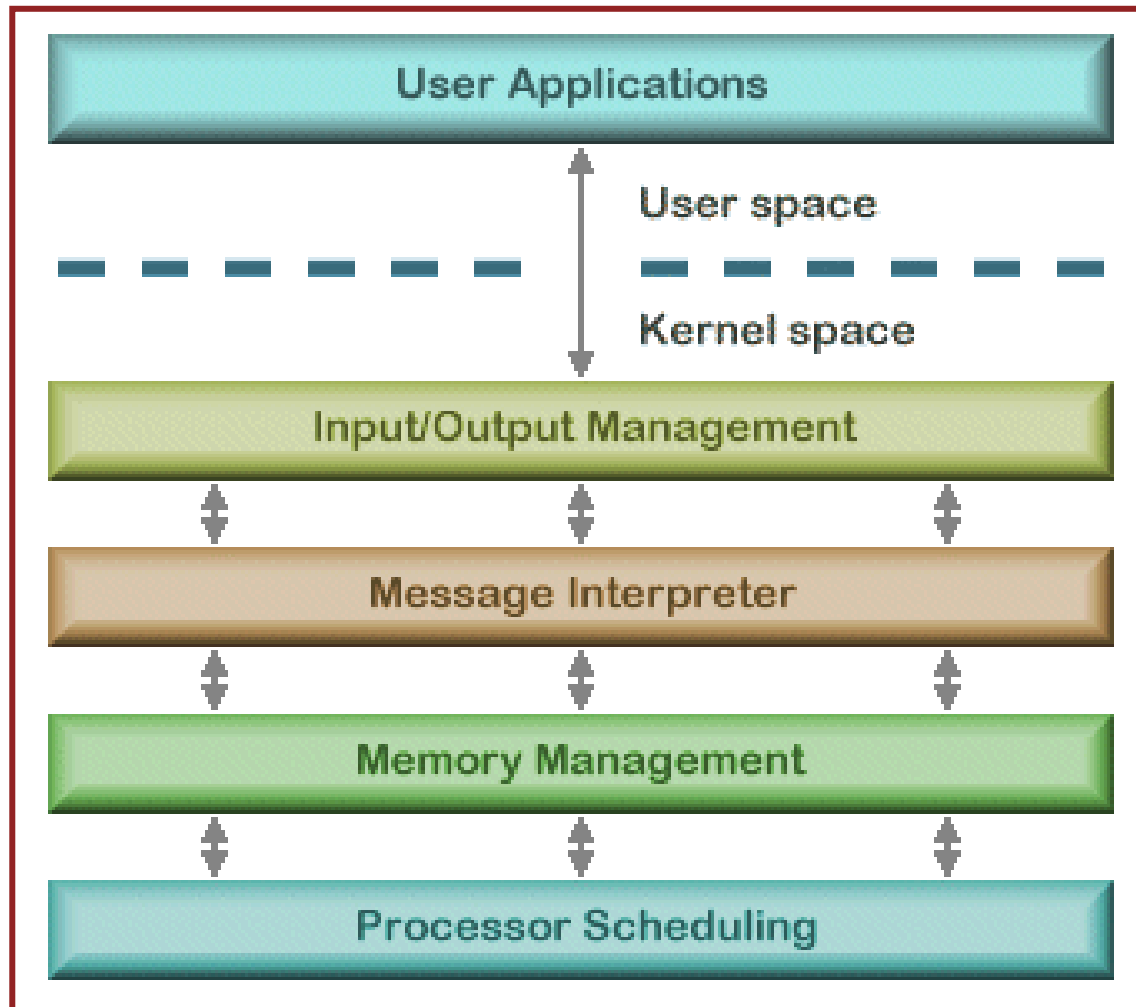 User Applications
User space
Kernel space
Input/Output Management
Message Interpreter
Memory Management
Processor Scheduling